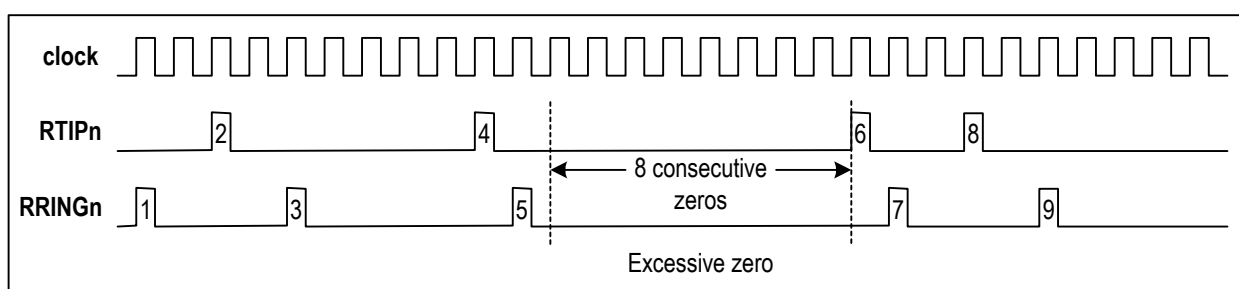 clock
RTIPn
2
4
6
8
8 consecutive
zeros
RRINGn
1
3
5
7
9
Excessive zero